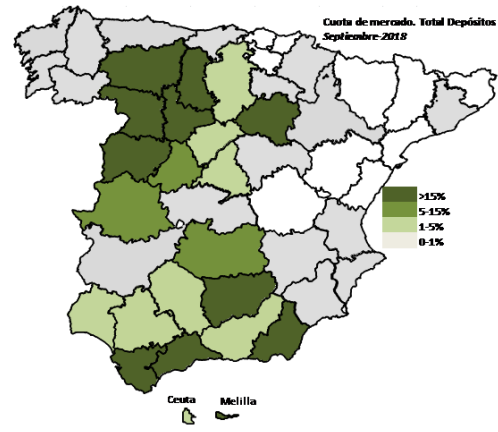 Cuota de mercado. Total Depósitos
Septiembre-2018
>15%
5-15%
1-5%
0-1%
Ceuta Melilla